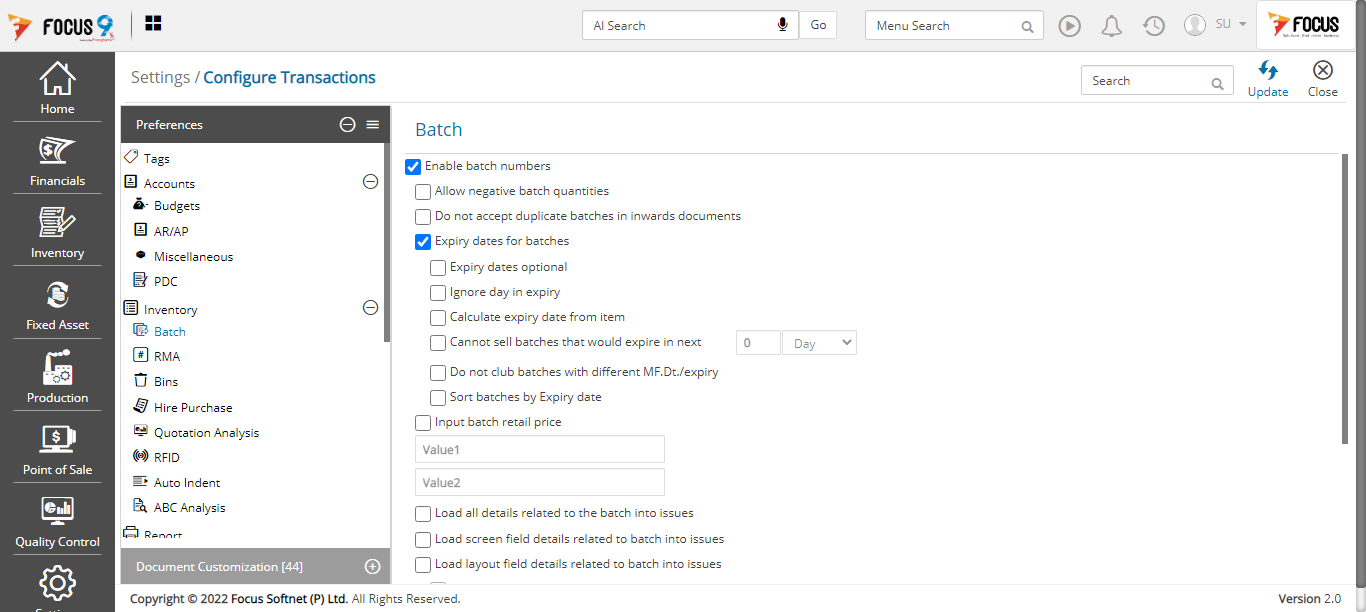 FOCUS 9
AI Search
Go
Menu Search
SU
FOCUS
Home
Financials
Inventory
Fixed Asset
Production
Point of Sale
Quality Control
Settings / Configure Transactions
Search
Update
Close
Preferences
Tags
Accounts
Budgets
AR/AP
Miscellaneous
PDC
Inventory
Batch
RMA
Bins
Hire Purchase
Quotation Analysis
RFID
Auto Indent
ABC Analysis
Report
Document Customization [44]
Batch
Enable batch numbers
Allow negative batch quantities
Do not accept duplicate batches in inwards documents
Expiry dates for batches
Expiry dates optional
Ignore day in expiry
Calculate expiry date from item
Cannot sell batches that would expire in next 0 Day
Do not club batches with different MF.Dt./expiry
Sort batches by Expiry date
Input batch retail price
Value1
Value2
Load all details related to the batch into issues
Load screen field details related to batch into issues
Load layout field details related to batch into issues
Copyright © 2022 Focus Softnet (P) Ltd. All Rights Reserved.
Version 2.0